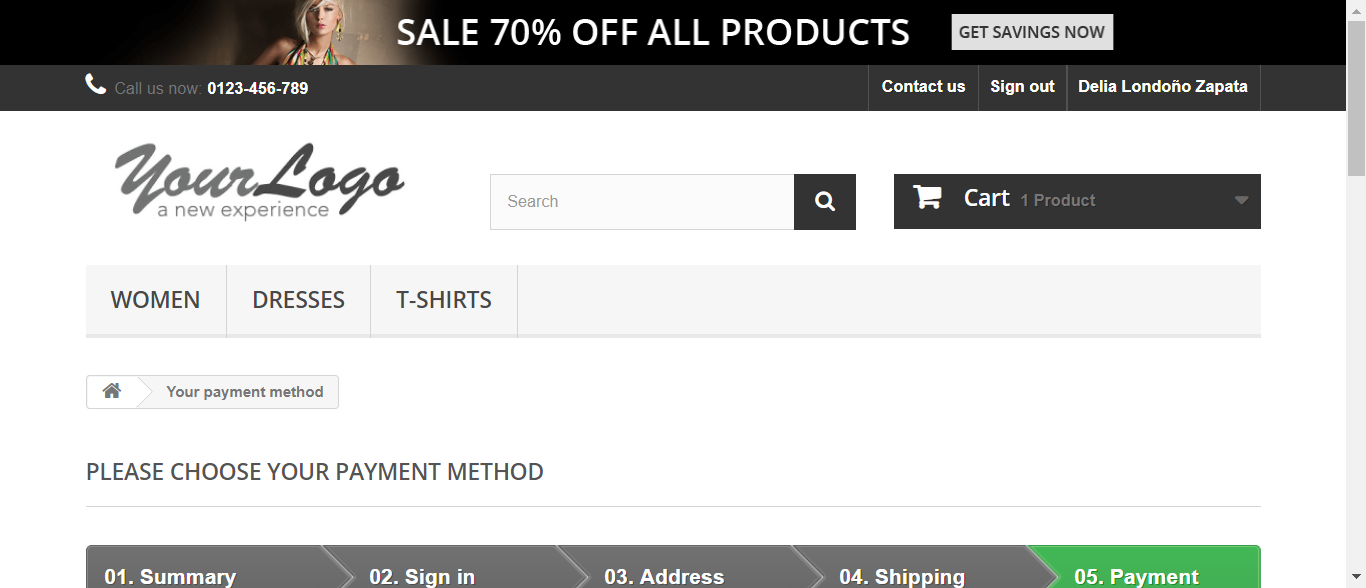 SALE 70% OFF ALL PRODUCTS GET SAVINGS NOW
Call us now: 0123-456-789 Contact us Sign out Delia Londoño Zapata
YourLogo
a new experience
Search
Cart 1 Product
WOMEN DRESSES T-SHIRTS
Your payment method
PLEASE CHOOSE YOUR PAYMENT METHOD
01. Summary 02. Sign in 03. Address 04. Shipping 05. Payment